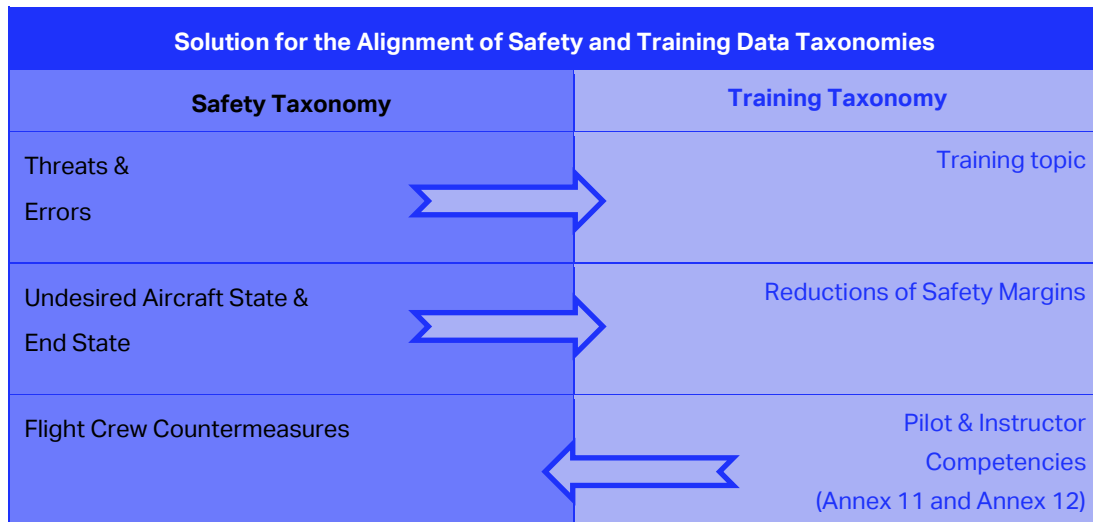 Solution for the Alignment of Safety and Training Data Taxonomies
Safety Taxonomy
Training Taxonomy
Threats &
Errors
Training topic
Undesired Aircraft State &
End State
Reductions of Safety Margins
Flight Crew Countermeasures
Pilot & Instructor
Competencies
(Annex 11 and Annex 12)